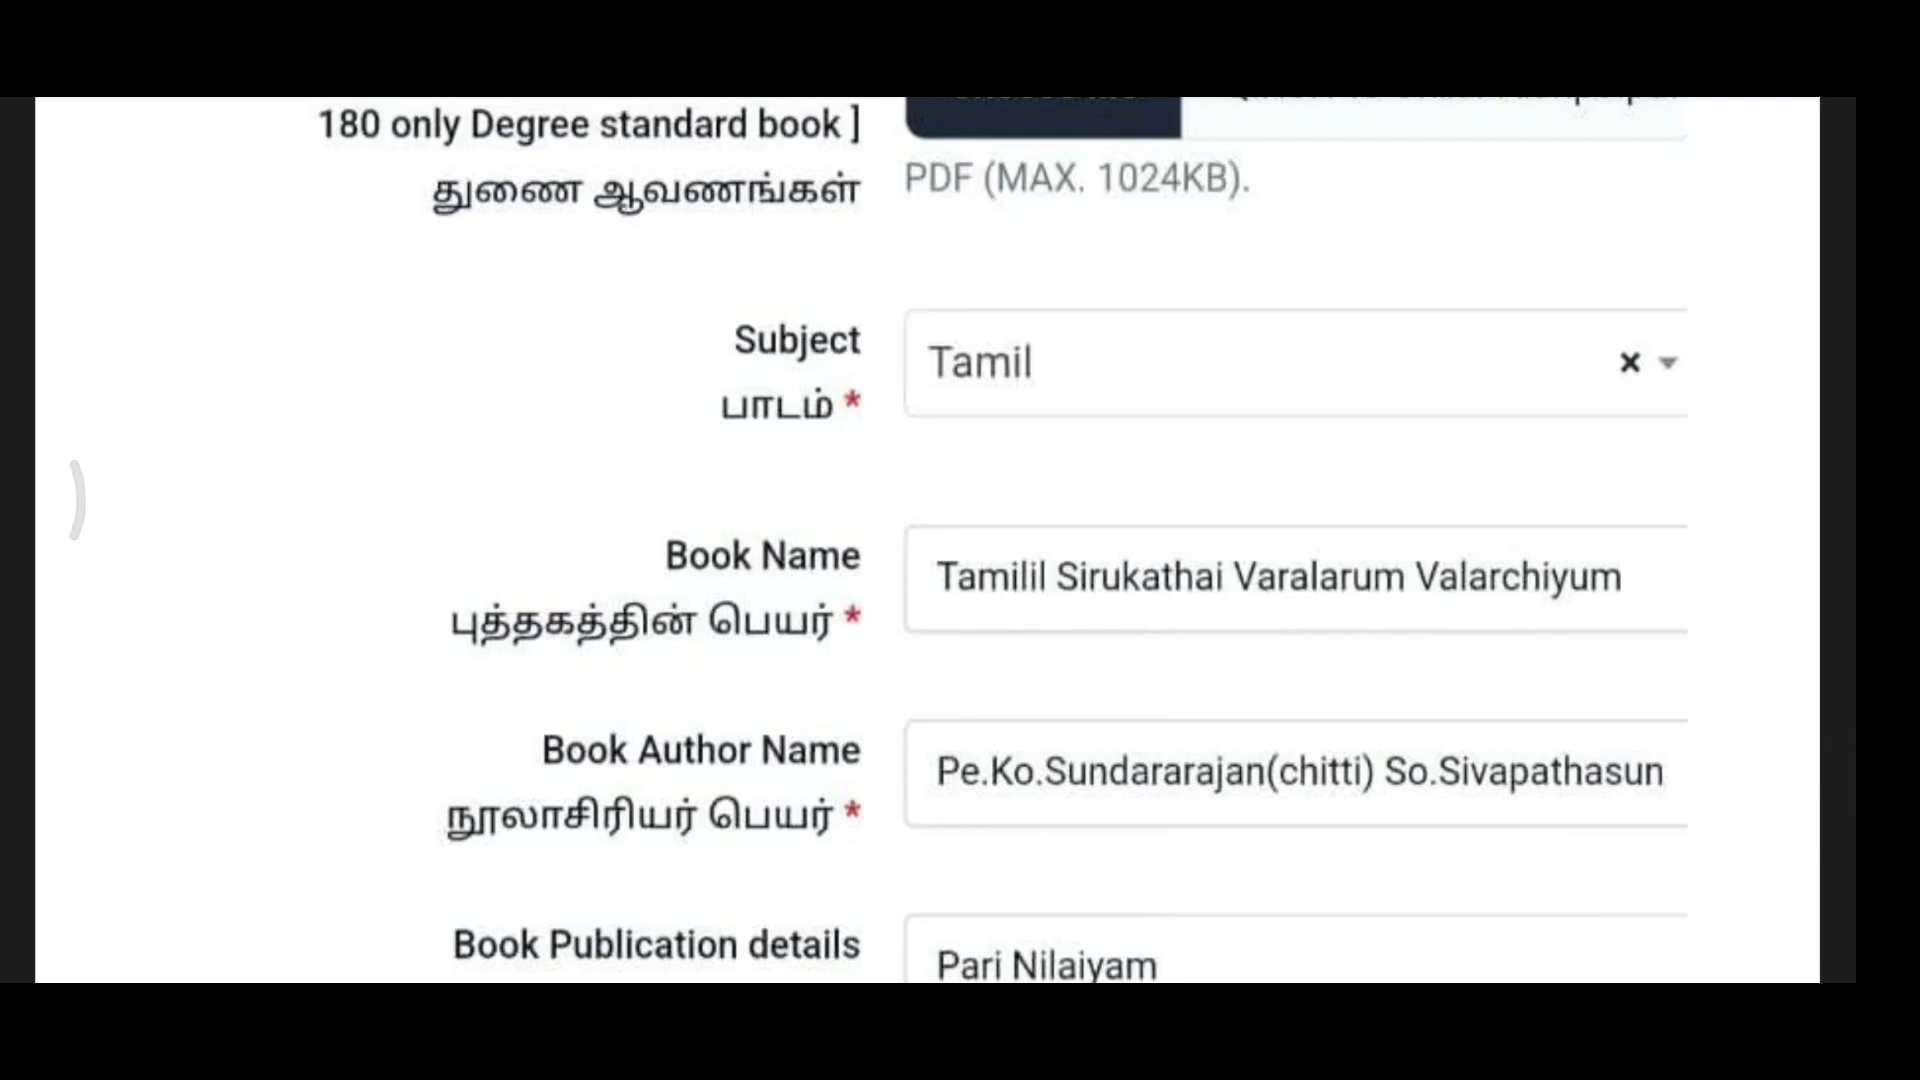 180 only Degree standard book ]
துணை ஆவணங்கள்
PDF (MAX. 1024KB).
Subject
பாடம் *
Tamil
Book Name
புத்தகத்தின் பெயர் *
Tamilil Sirukathai Varalarum Valarchiyum
Book Author Name
நூலாசிரியர் பெயர் *
Pe.Ko.Sundararajan(chitti) So.Sivapathasun
Book Publication details
Pari Nilaiyam